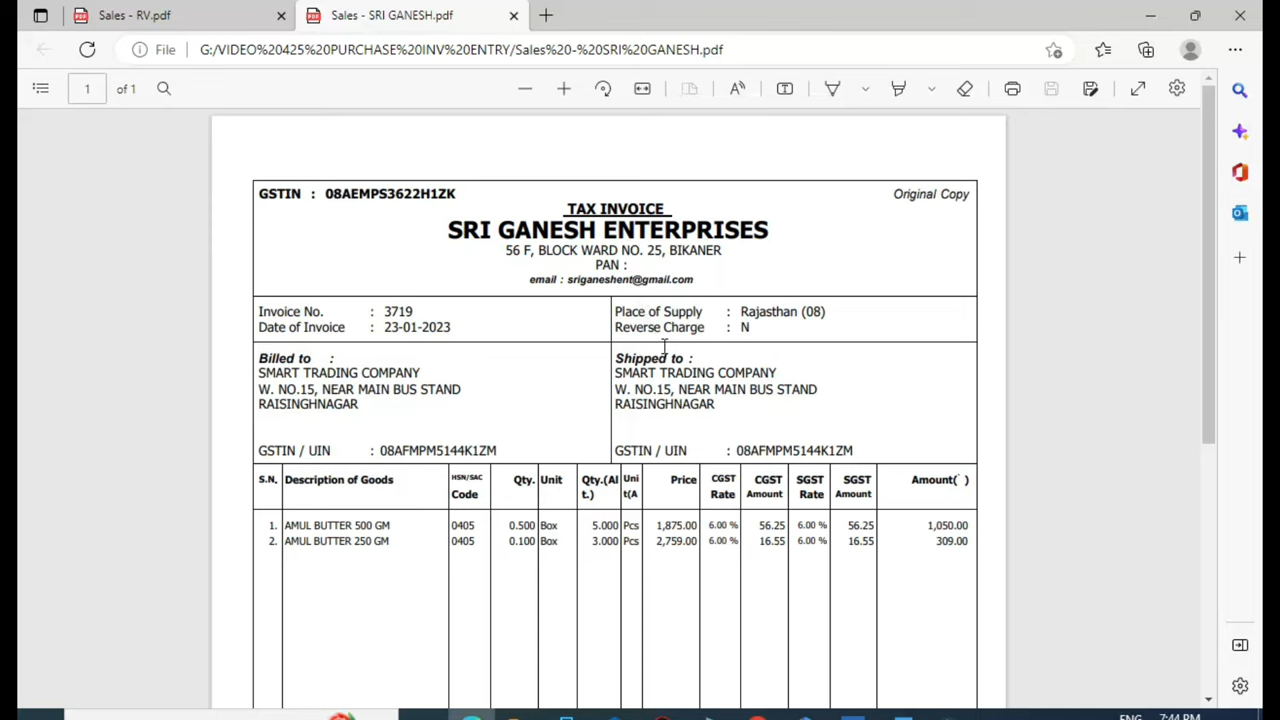 Sales - RV.pdf
Sales - SRI GANESH.pdf
File
G:/VIDEO%20425%20PURCHASE%20INV%20ENTRY/Sales%20-%20SRI%20GANESH.pdf
1 of 1
GSTIN : 08AEMPS3622H1ZK
Original Copy
TAX INVOICE
SRI GANESH ENTERPRISES
56 F, BLOCK WARD NO. 25, BIKANER
PAN :
email : sriganeshent@gmail.com
Invoice No. : 3719
Date of Invoice : 23-01-2023
Place of Supply : Rajasthan (08)
Reverse Charge : N
Billed to :
SMART TRADING COMPANY
W. NO.15, NEAR MAIN BUS STAND
RAISINGHNAGAR
GSTIN / UIN : 08AFMPM5144K1ZM
Shipped to :
SMART TRADING COMPANY
W. NO.15, NEAR MAIN BUS STAND
RAISINGHNAGAR
GSTIN / UIN : 08AFMPM5144K1ZM
S.N. Description of Goods HSN/SAC Qty. Unit Qty.(Al Uni Price CGST CGST SGST SGST Amount(` )
Code t.) t(A Rate Amount Rate Amount
1. AMUL BUTTER 500 GM 0405 0.500 Box 5.000 Pcs 1,875.00 6.00 % 56.25 6.00 % 56.25 1,050.00
2. AMUL BUTTER 250 GM 0405 0.100 Box 3.000 Pcs 2,759.00 6.00 % 16.55 6.00 % 16.55 309.00
ENG 7:44 PM